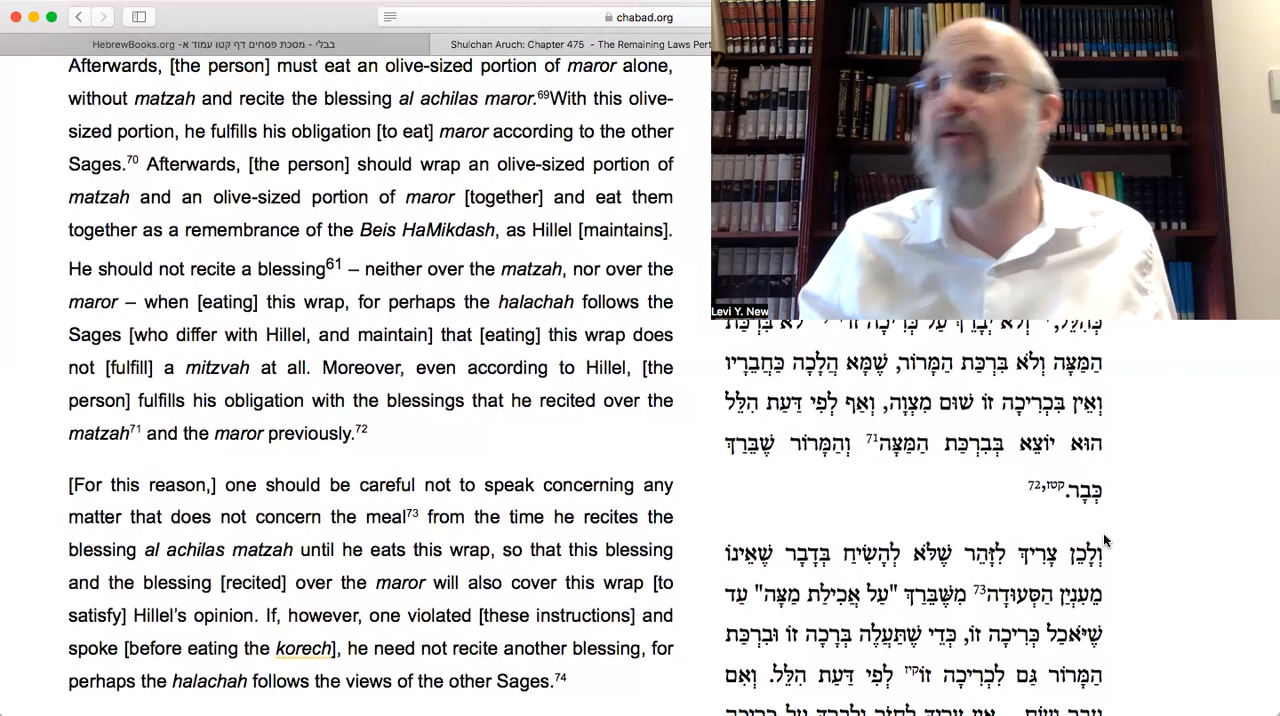 chabad.org
HebrewBooks.org -בבלי - מסכת פסחים דף קטו עמוד א
Shulchan Aruch: Chapter 475 - The Remaining Laws Pert
Afterwards, [the person] must eat an olive-sized portion of maror alone,
without matzah and recite the blessing al achilas maror.69With this olive-
sized portion, he fulfills his obligation [to eat] maror according to the other
Sages.70 Afterwards, [the person] should wrap an olive-sized portion of
matzah and an olive-sized portion of maror [together] and eat them
together as a remembrance of the Beis HaMikdash, as Hillel [maintains].
He should not recite a blessing61 – neither over the matzah, nor over the
maror – when [eating] this wrap, for perhaps the halachah follows the
Sages [who differ with Hillel, and maintain] that [eating] this wrap does
not [fulfill] a mitzvah at all. Moreover, even according to Hillel, [the
person] fulfills his obligation with the blessings that he recited over the
matzah71 and the maror previously.72
[For this reason,] one should be careful not to speak concerning any
matter that does not concern the meal73 from the time he recites the
blessing al achilas matzah until he eats this wrap, so that this blessing
and the blessing [recited] over the maror will also cover this wrap [to
satisfy] Hillel's opinion. If, however, one violated [these instructions] and
spoke [before eating the korech], he need not recite another blessing, for
perhaps the halachah follows the views of the other Sages.74
Levi Y. New
כְּהִלֵּל, וְלֹא יְבָרֵךְ עַל כְּרִיכָה זוֹ לֹא בִּרְכַּת
הַמַּצָּה וְלֹא בִּרְכַּת הַמָּרוֹר, שֶׁמָּא הֲלָכָה כַּחֲבֵרָיו
וְאֵין בִּכְרִיכָה זוֹ שׁוּם מִצְוָה, וְאַף לְפִי דַּעַת הִלֵּל
הוּא יוֹצֵא בְּבִרְכַּת הַמַּצָּה71 וְהַמָּרוֹר שֶׁבֵּרַךְ
כְּבָר.קטז,72
וְלָכֵן צָרִיךְ לִזָּהֵר שֶׁלֹּא לְהָשִׂיחַ בְּדָבָר שֶׁאֵינוֹ
מֵעִנְיַן הַסְּעוּדָה73 מִשֶּׁבֵּרַךְ "עַל אֲכִילַת מַצָּה" עַד
שֶׁיֹּאכַל כְּרִיכָה זוֹ, כְּדֵי שֶׁתַּעֲלֶה בְּרָכָה זוֹ וּבִרְכַּת
הַמָּרוֹר גַּם לִכְרִיכָה זוֹקיז לְפִי דַּעַת הִלֵּל. וְאִם